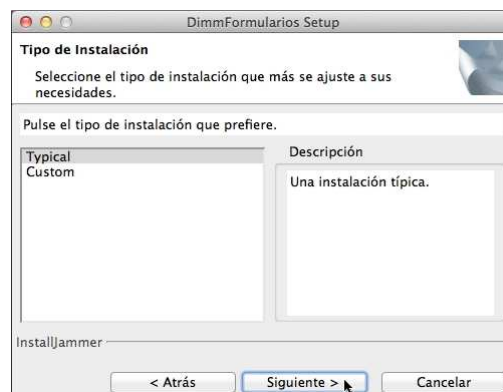 DimmFormularios Setup
Tipo de Instalación
Seleccione el tipo de instalación que más se ajuste a sus
necesidades.
Pulse el tipo de instalación que prefiere.
Typical
Custom
Descripción
Una instalación típica.
InstallJammer
< Atrás
Siguiente >
Cancelar